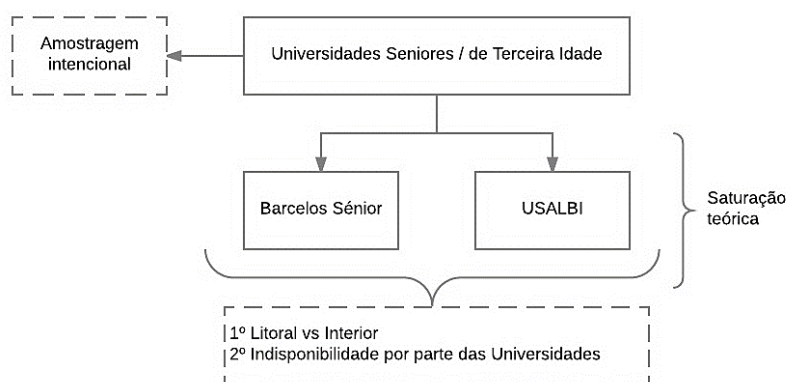 Amostragem
intencional
Universidades Seniores / de Terceira Idade
Barcelos Sénior
USALBI
Saturação
teórica
1º Litoral vs Interior
2º Indisponibilidade por parte das Universidades